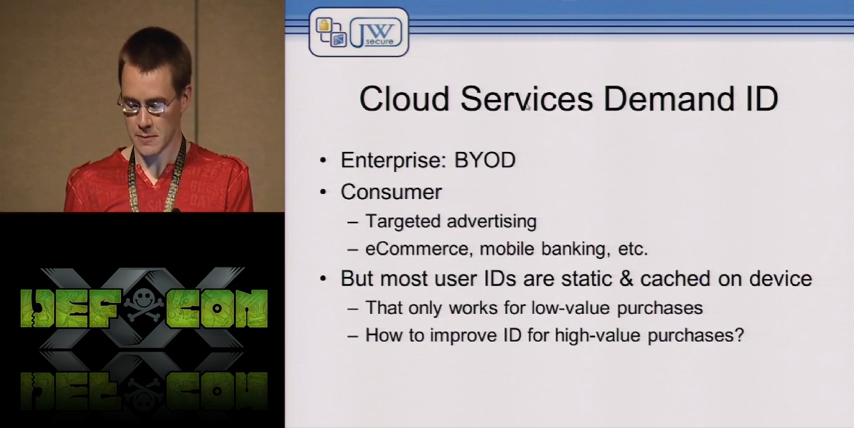 JW
secure
Cloud Services Demand ID
• Enterprise: BYOD
• Consumer
– Targeted advertising
– eCommerce, mobile banking, etc.
• But most user IDs are static & cached on device
– That only works for low-value purchases
– How to improve ID for high-value purchases?
XX
DEF CON